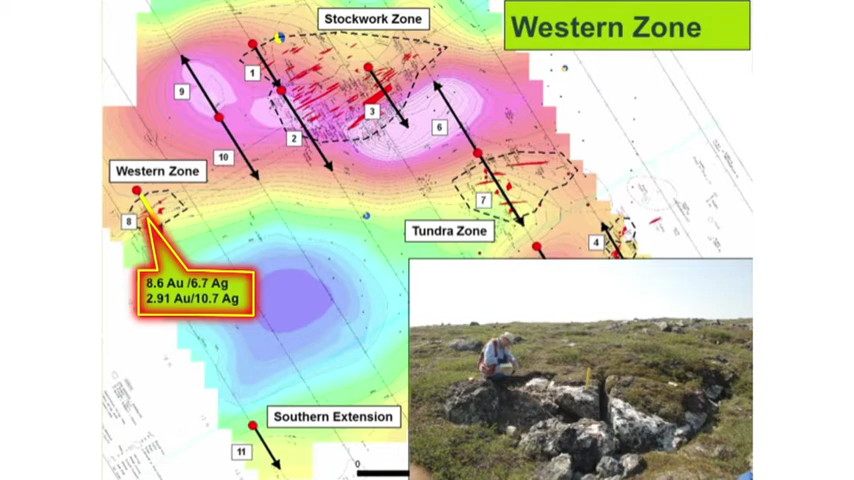 Stockwork Zone
Western Zone
1
9
3
2
6
10
Western Zone
7
8
Tundra Zone
4
8.6 Au /6.7 Ag
2.91 Au/10.7 Ag
Southern Extension
11
0